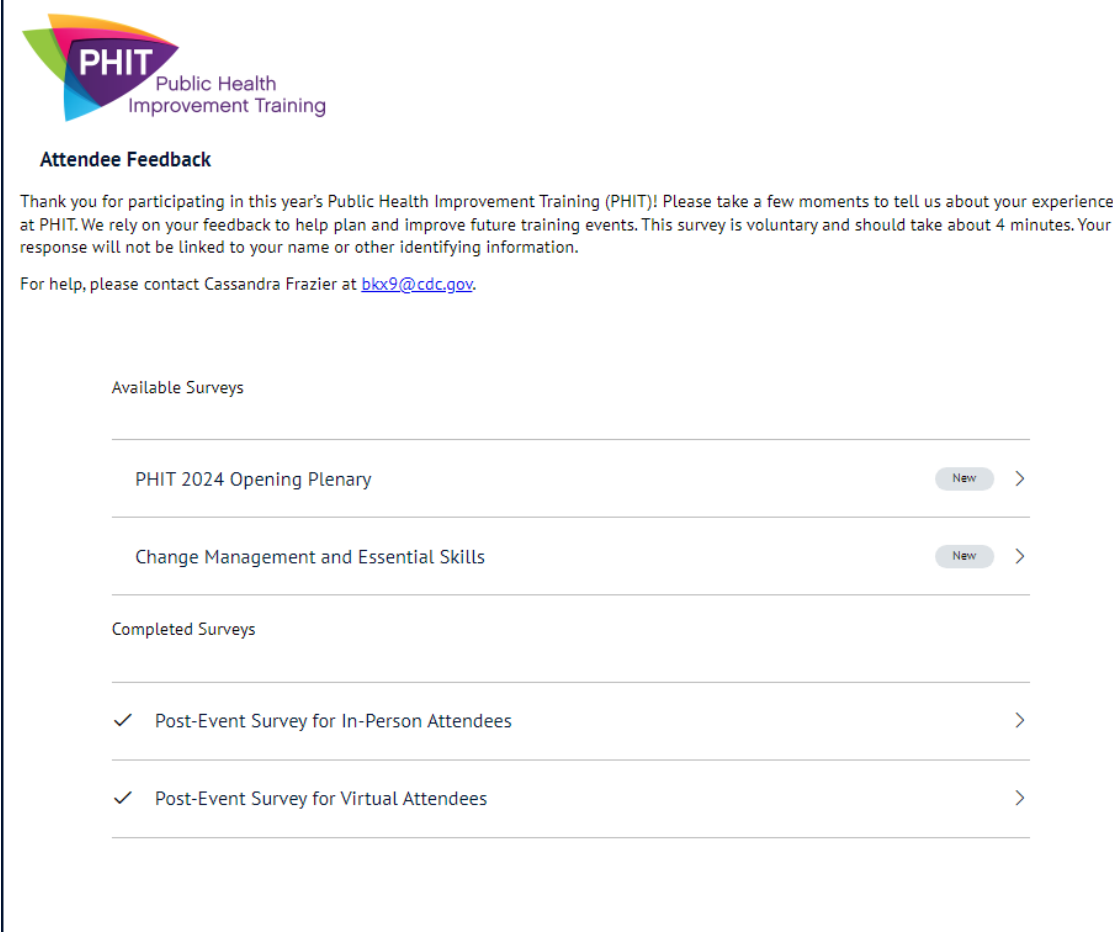 PHIT
Public Health
Improvement Training
Attendee Feedback
Thank you for participating in this year's Public Health Improvement Training (PHIT)! Please take a few moments to tell us about your experience
at PHIT. We rely on your feedback to help plan and improve future training events. This survey is voluntary and should take about 4 minutes. Your
response will not be linked to your name or other identifying information.
For help, please contact Cassandra Frazier at bkx9@cdc.gov.
Available Surveys
PHIT 2024 Opening Plenary New
Change Management and Essential Skills New
Completed Surveys
Post-Event Survey for In-Person Attendees
Post-Event Survey for Virtual Attendees